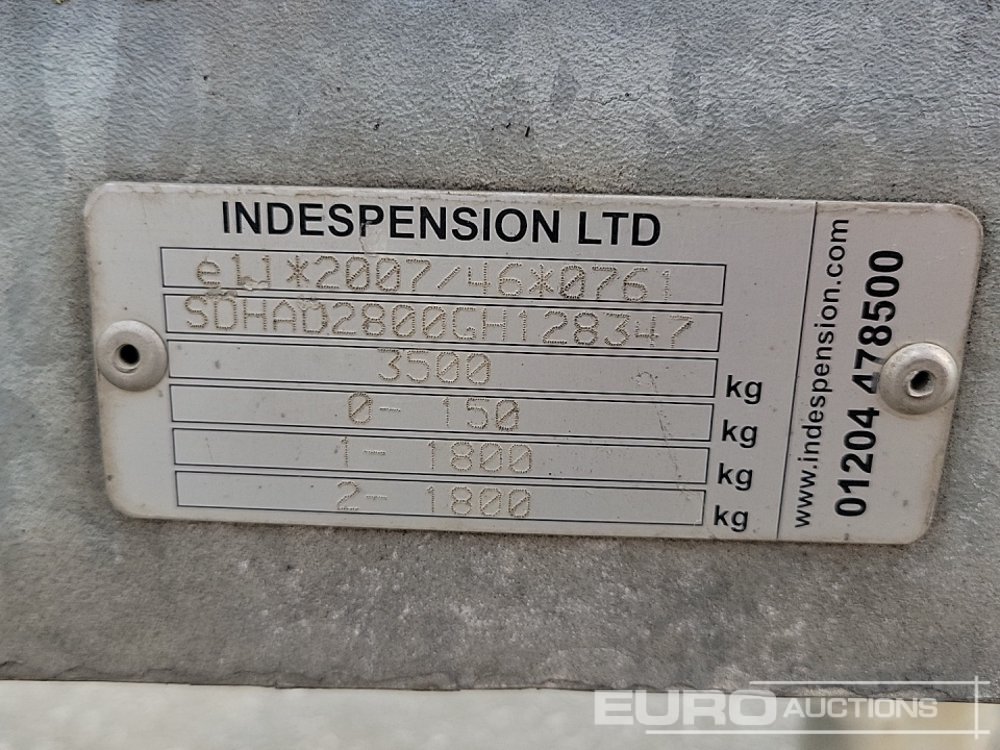 INDESPENSION LTD
e11*2007/46*0761
SDHAD2800GH128347
3500 kg
0- 150 kg
1- 1800 kg
2- 1800 kg
www.indespension.com
01204 478500
EURO AUCTIONS